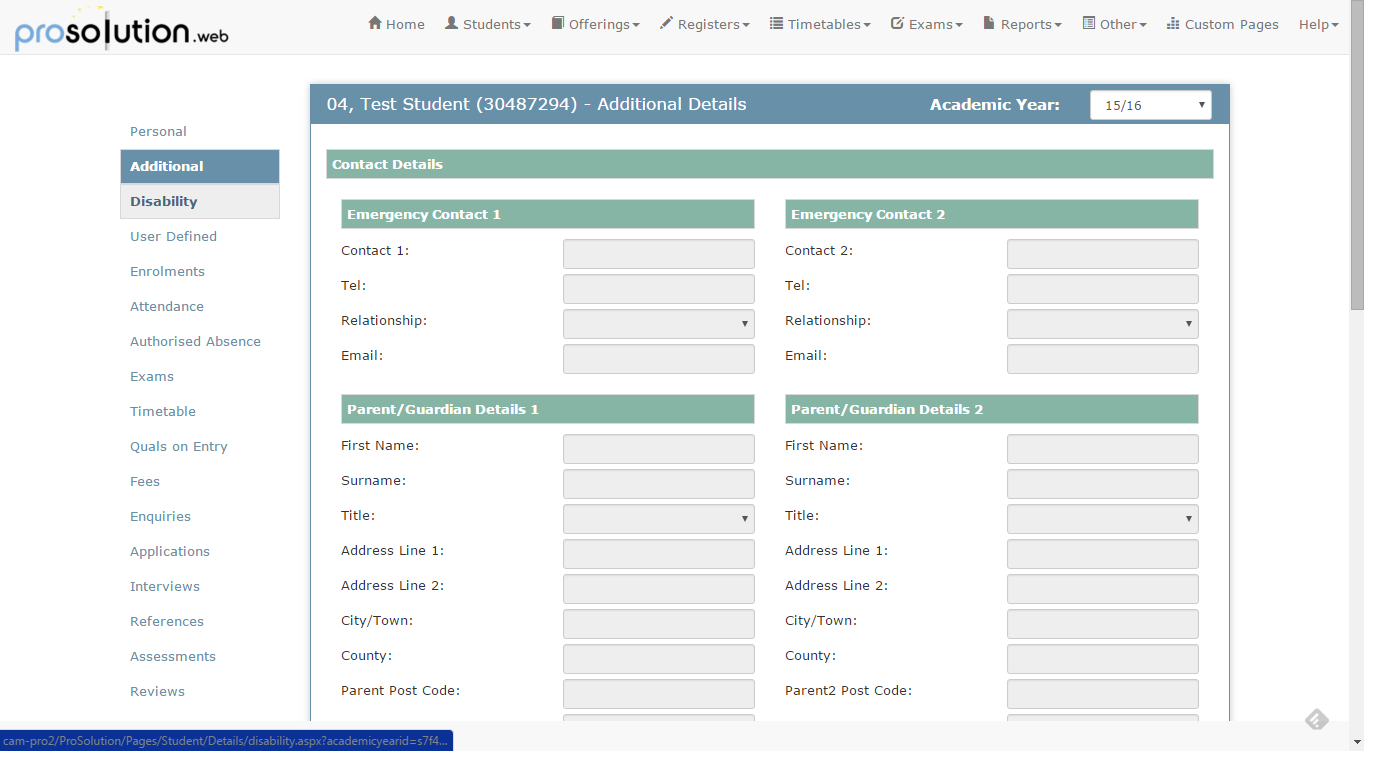 prosolution.web
Home Students Offerings Registers Timetables Exams Reports Other Custom Pages Help
04, Test Student (30487294) - Additional Details Academic Year: 15/16
Personal
Additional
Disability
User Defined
Enrolments
Attendance
Authorised Absence
Exams
Timetable
Quals on Entry
Fees
Enquiries
Applications
Interviews
References
Assessments
Reviews
Contact Details
Emergency Contact 1
Contact 1:
Tel:
Relationship:
Email:
Emergency Contact 2
Contact 2:
Tel:
Relationship:
Email:
Parent/Guardian Details 1
First Name:
Surname:
Title:
Address Line 1:
Address Line 2:
City/Town:
County:
Parent Post Code:
Parent/Guardian Details 2
First Name:
Surname:
Title:
Address Line 1:
Address Line 2:
City/Town:
County:
Parent2 Post Code:
cam-pro2/ProSolution/Pages/Student/Details/disability.aspx?academicyearid=s7f4...